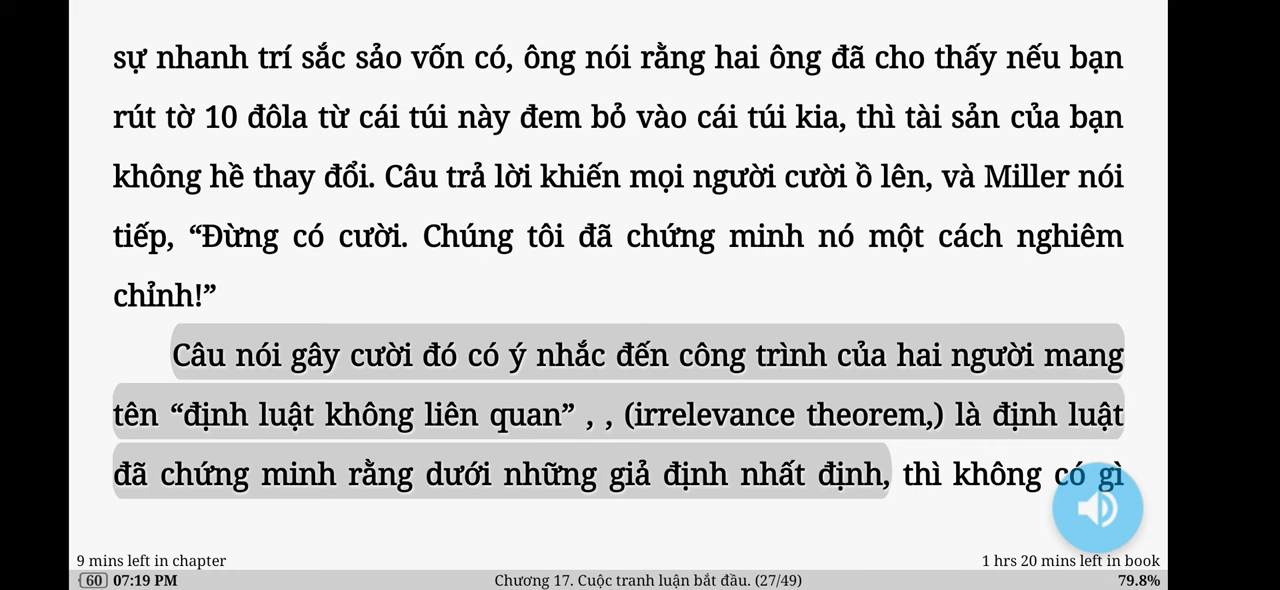 sự nhanh trí sắc sảo vốn có, ông nói rằng hai ông đã cho thấy nếu bạn
rút tờ 10 đôla từ cái túi này đem bỏ vào cái túi kia, thì tài sản của bạn
không hề thay đổi. Câu trả lời khiến mọi người cười ồ lên, và Miller nói
tiếp, “Đừng có cười. Chúng tôi đã chứng minh nó một cách nghiêm
chỉnh!”
Câu nói gây cười đó có ý nhắc đến công trình của hai người mang
tên “định luật không liên quan” , , (irrelevance theorem,) là định luật
đã chứng minh rằng dưới những giả định nhất định, thì không có gì
9 mins left in chapter 1 hrs 20 mins left in book
60 07:19 PM Chương 17. Cuộc tranh luận bắt đầu. (27/49) 79.8%